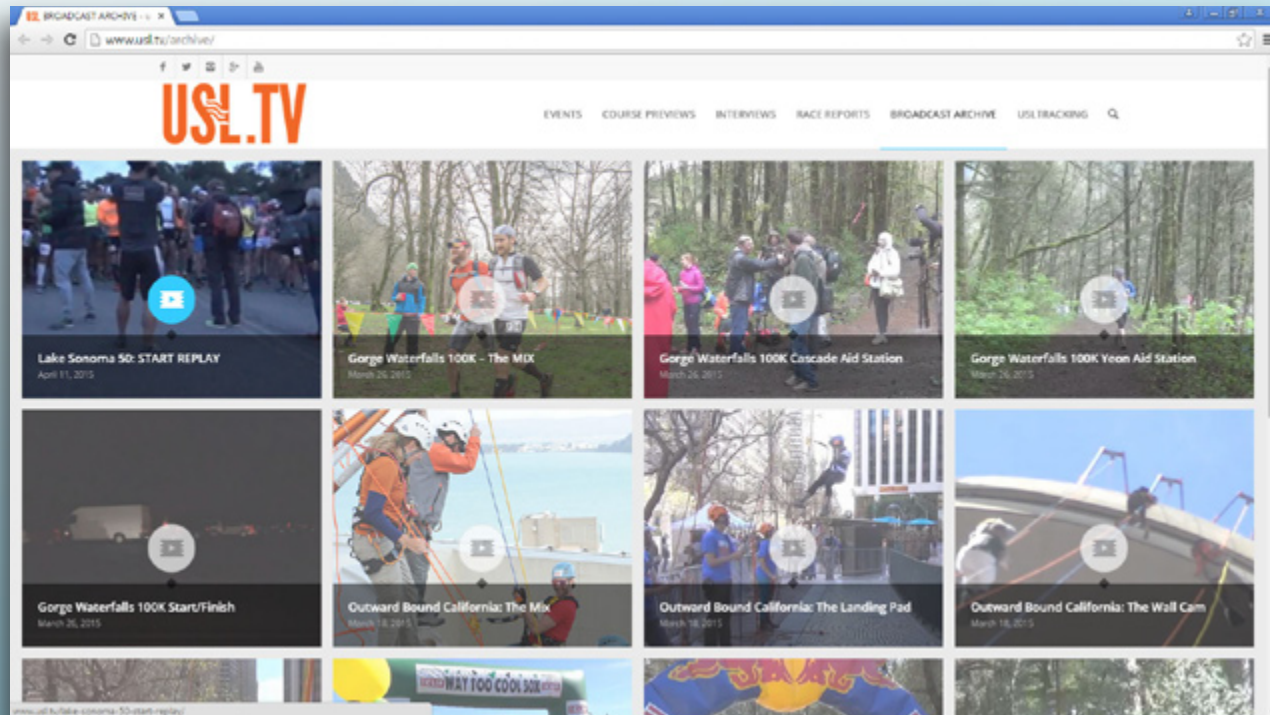 USL BROADCAST ARCHIVE -
www.usl.tv/archive/
USL.TV
EVENTS COURSE PREVIEWS INTERVIEWS RACE REPORTS BROADCAST ARCHIVE USLTRACKING
Lake Sonoma 50: START REPLAY
April 11, 2015
Gorge Waterfalls 100K – The MIX
March 26, 2015
Gorge Waterfalls 100K Cascade Aid Station
March 26, 2015
Gorge Waterfalls 100K Yeon Aid Station
March 26, 2015
Gorge Waterfalls 100K Start/Finish
March 26, 2015
Outward Bound California: The Mix
March 18, 2015
Outward Bound California: The Landing Pad
March 18, 2015
Outward Bound California: The Wall Cam
March 18, 2015
WAY TOO COOL 50K
www.usl.tv/lake-sonoma-50-start-replay/